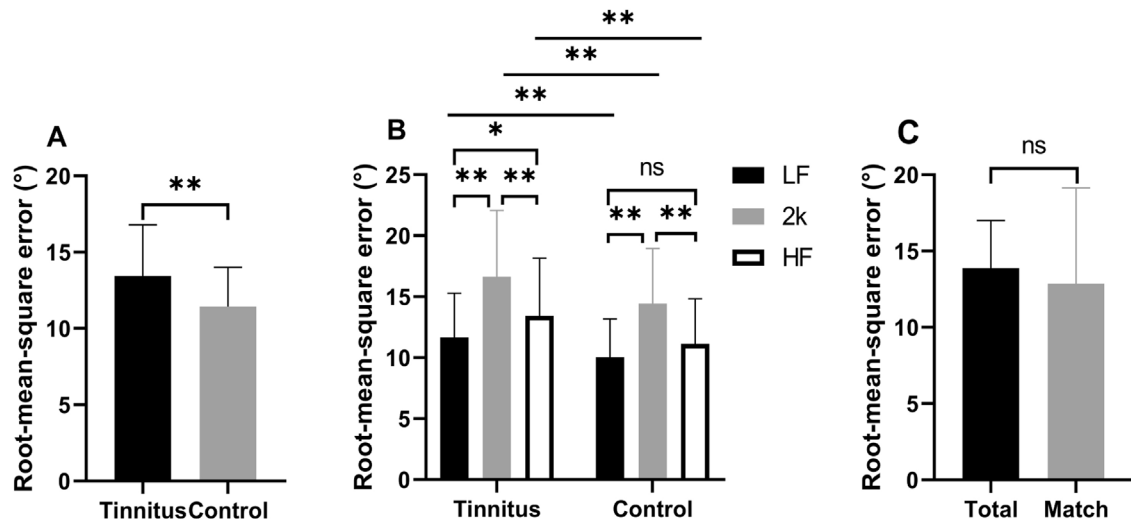 A
Root-mean-square error (°)
20
15
10
5
0
**
Tinnitus Control
B
Root-mean-square error (°)
25
20
15
10
5
0
**
**
**
*
** **
ns
** **
Tinnitus Control
LF
2k
HF
C
Root-mean-square error (°)
20
15
10
5
0
ns
Total Match